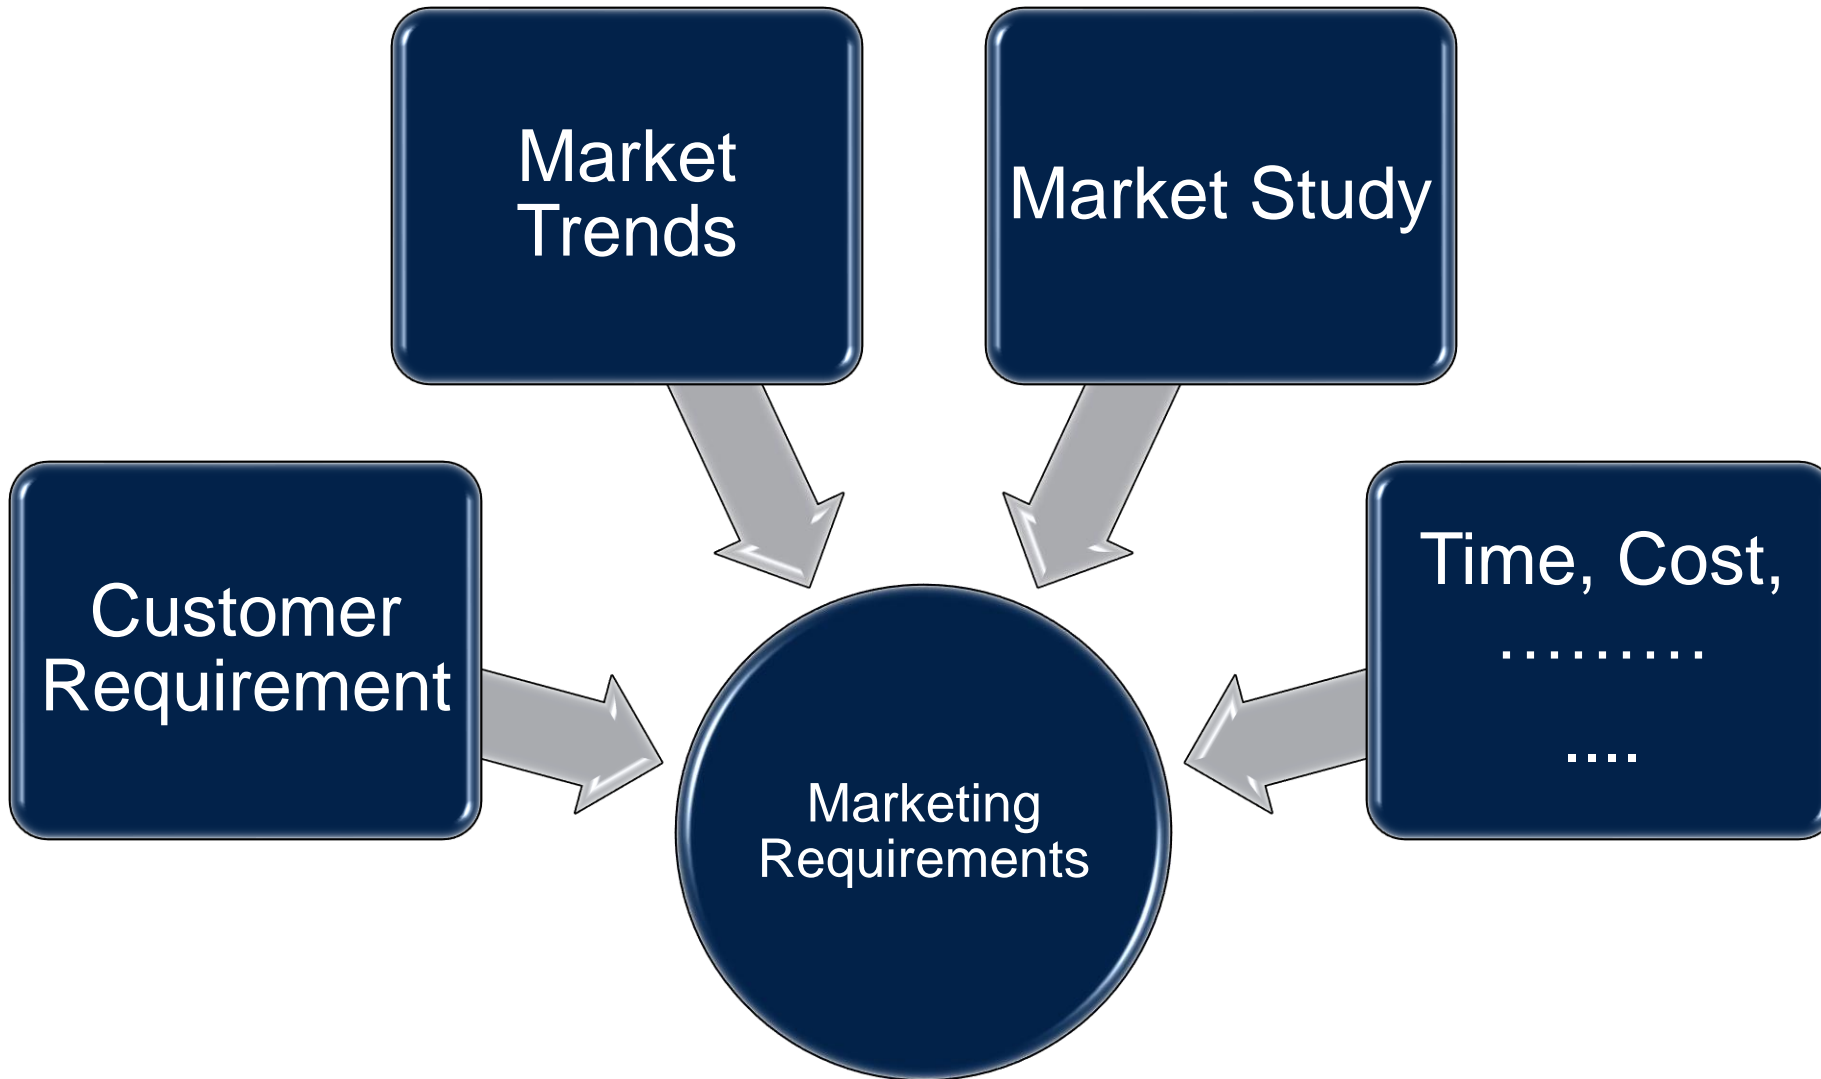 Market
Trends
Market Study
Customer
Requirement
Time, Cost,
.........
....
Marketing
Requirements